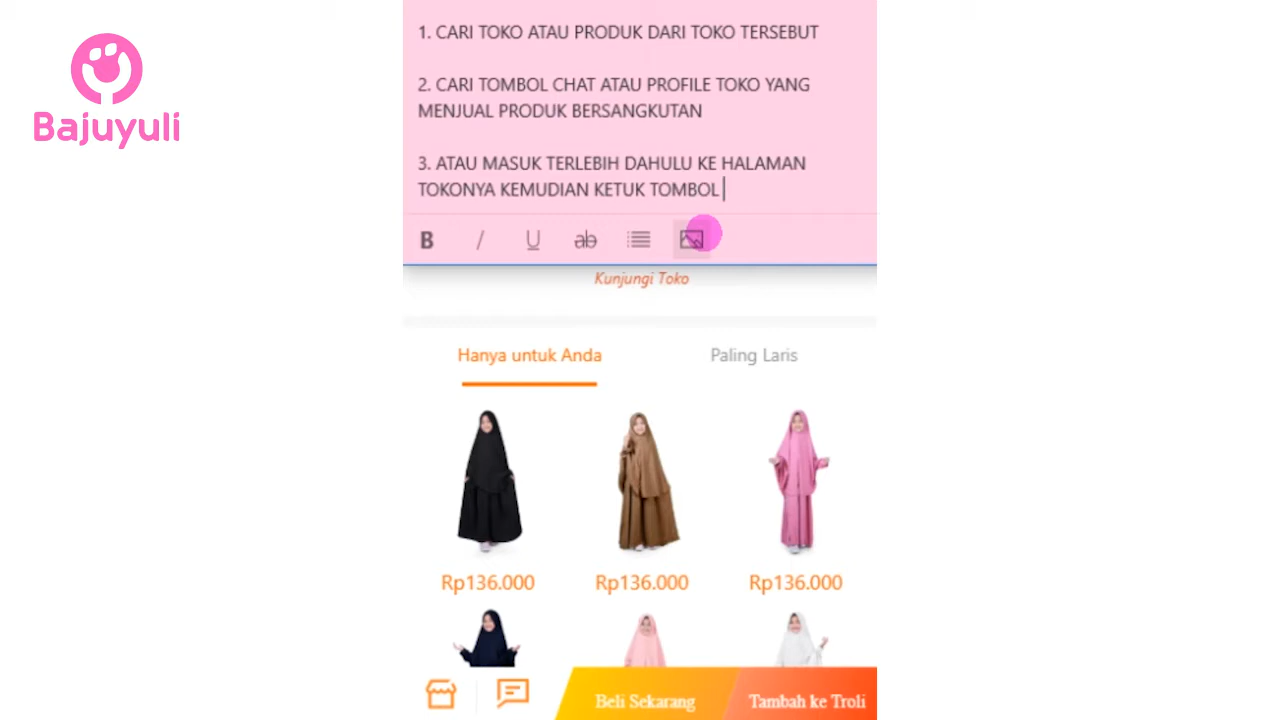 Bajuyuli
1. CARI TOKO ATAU PRODUK DARI TOKO TERSEBUT
2. CARI TOMBOL CHAT ATAU PROFILE TOKO YANG
MENJUAL PRODUK BERSANGKUTAN
3. ATAU MASUK TERLEBIH DAHULU KE HALAMAN
TOKONYA KEMUDIAN KETUK TOMBOL
B / U ab
Kunjungi Toko
Hanya untuk Anda Paling Laris
Rp136.000 Rp136.000 Rp136.000
Beli Sekarang Tambah ke Troli